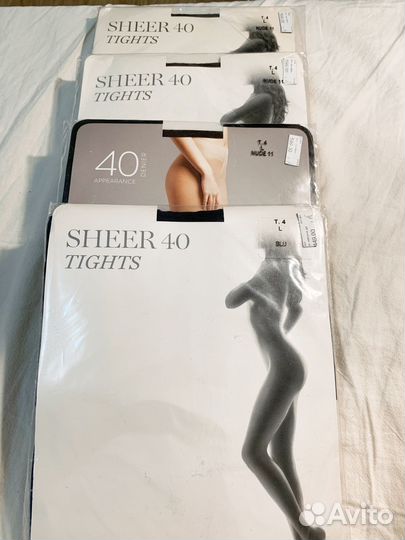 SHEER 40
TIGHTS
T.4
L
NUDE 11
SHEER 40
TIGHTS
T.4
L
NUDE 11
40
DENIER
APPEARANCE
T.4
L
NUDE 11
SHEER 40
TIGHTS
T.4
L
BLU
Avito